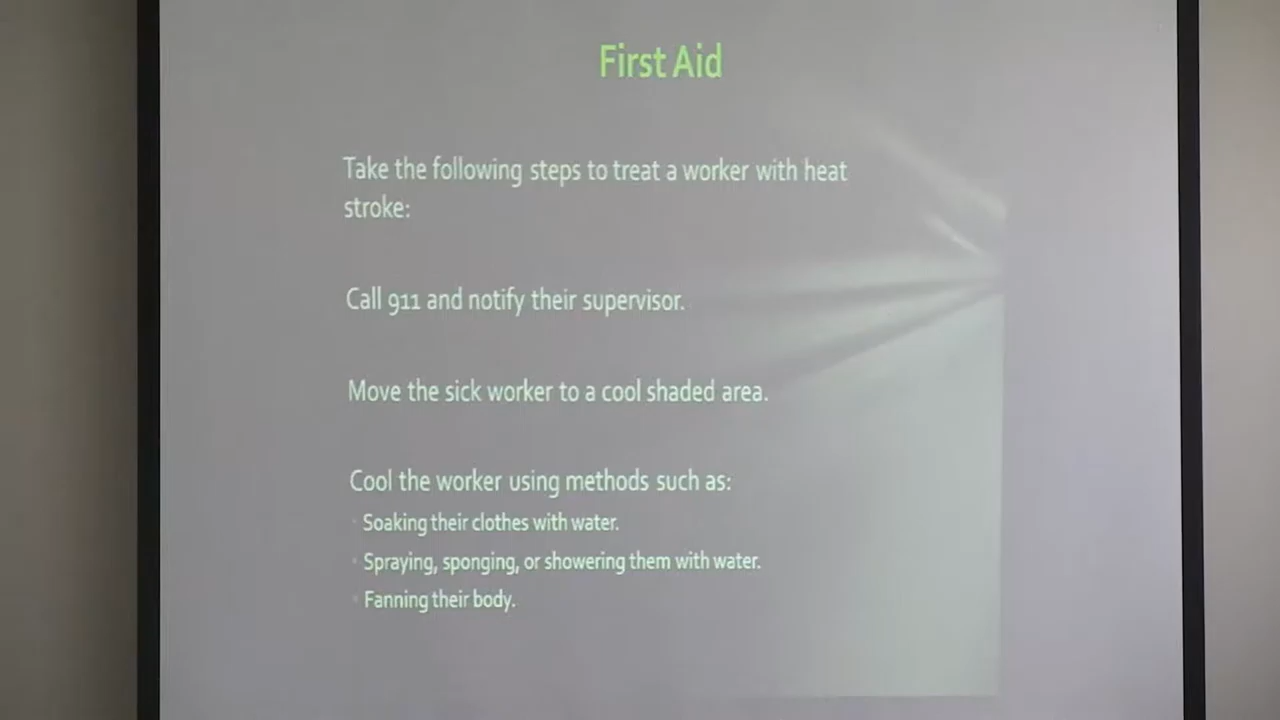 First Aid
Take the following steps to treat a worker with heat
stroke:
Call 911 and notify their supervisor.
Move the sick worker to a cool shaded area.
Cool the worker using methods such as:
Soaking their clothes with water.
Spraying, sponging, or showering them with water.
Fanning their body.